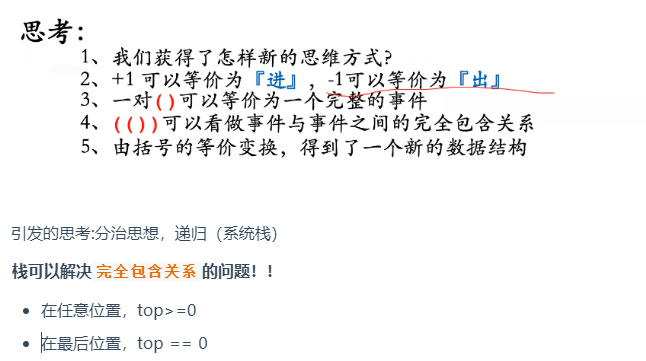 思考:
1、我们获得了怎样新的思维方式?
2、+1 可以等价为『进』，-1可以等价为『出』
3、一对()可以等价为一个完整的事件
4、(())可以看做事件与事件之间的完全包含关系
5、由括号的等价变换，得到了一个新的数据结构
引发的思考:分治思想，递归（系统栈）
栈可以解决 完全包含关系 的问题！！
• 在任意位置，top>=0
• 在最后位置，top == 0